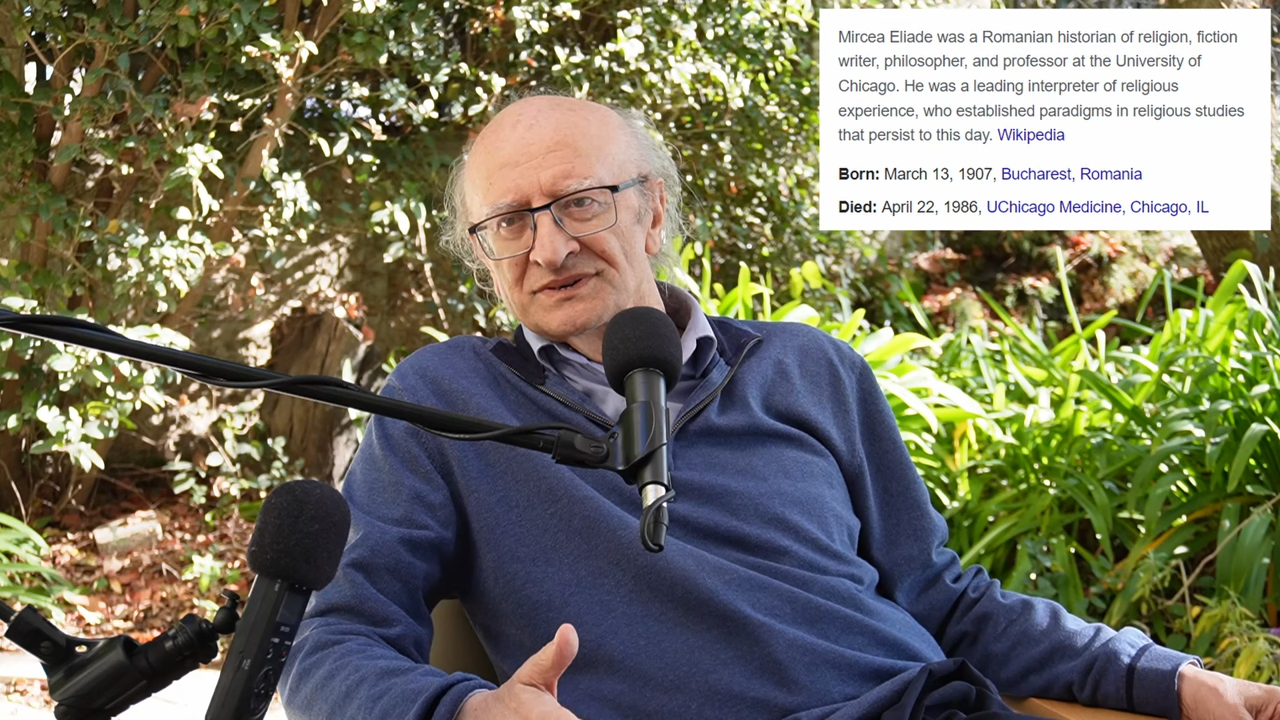 Mircea Eliade was a Romanian historian of religion, fiction
writer, philosopher, and professor at the University of
Chicago. He was a leading interpreter of religious
experience, who established paradigms in religious studies
that persist to this day. Wikipedia
Born: March 13, 1907, Bucharest, Romania
Died: April 22, 1986, UChicago Medicine, Chicago, IL